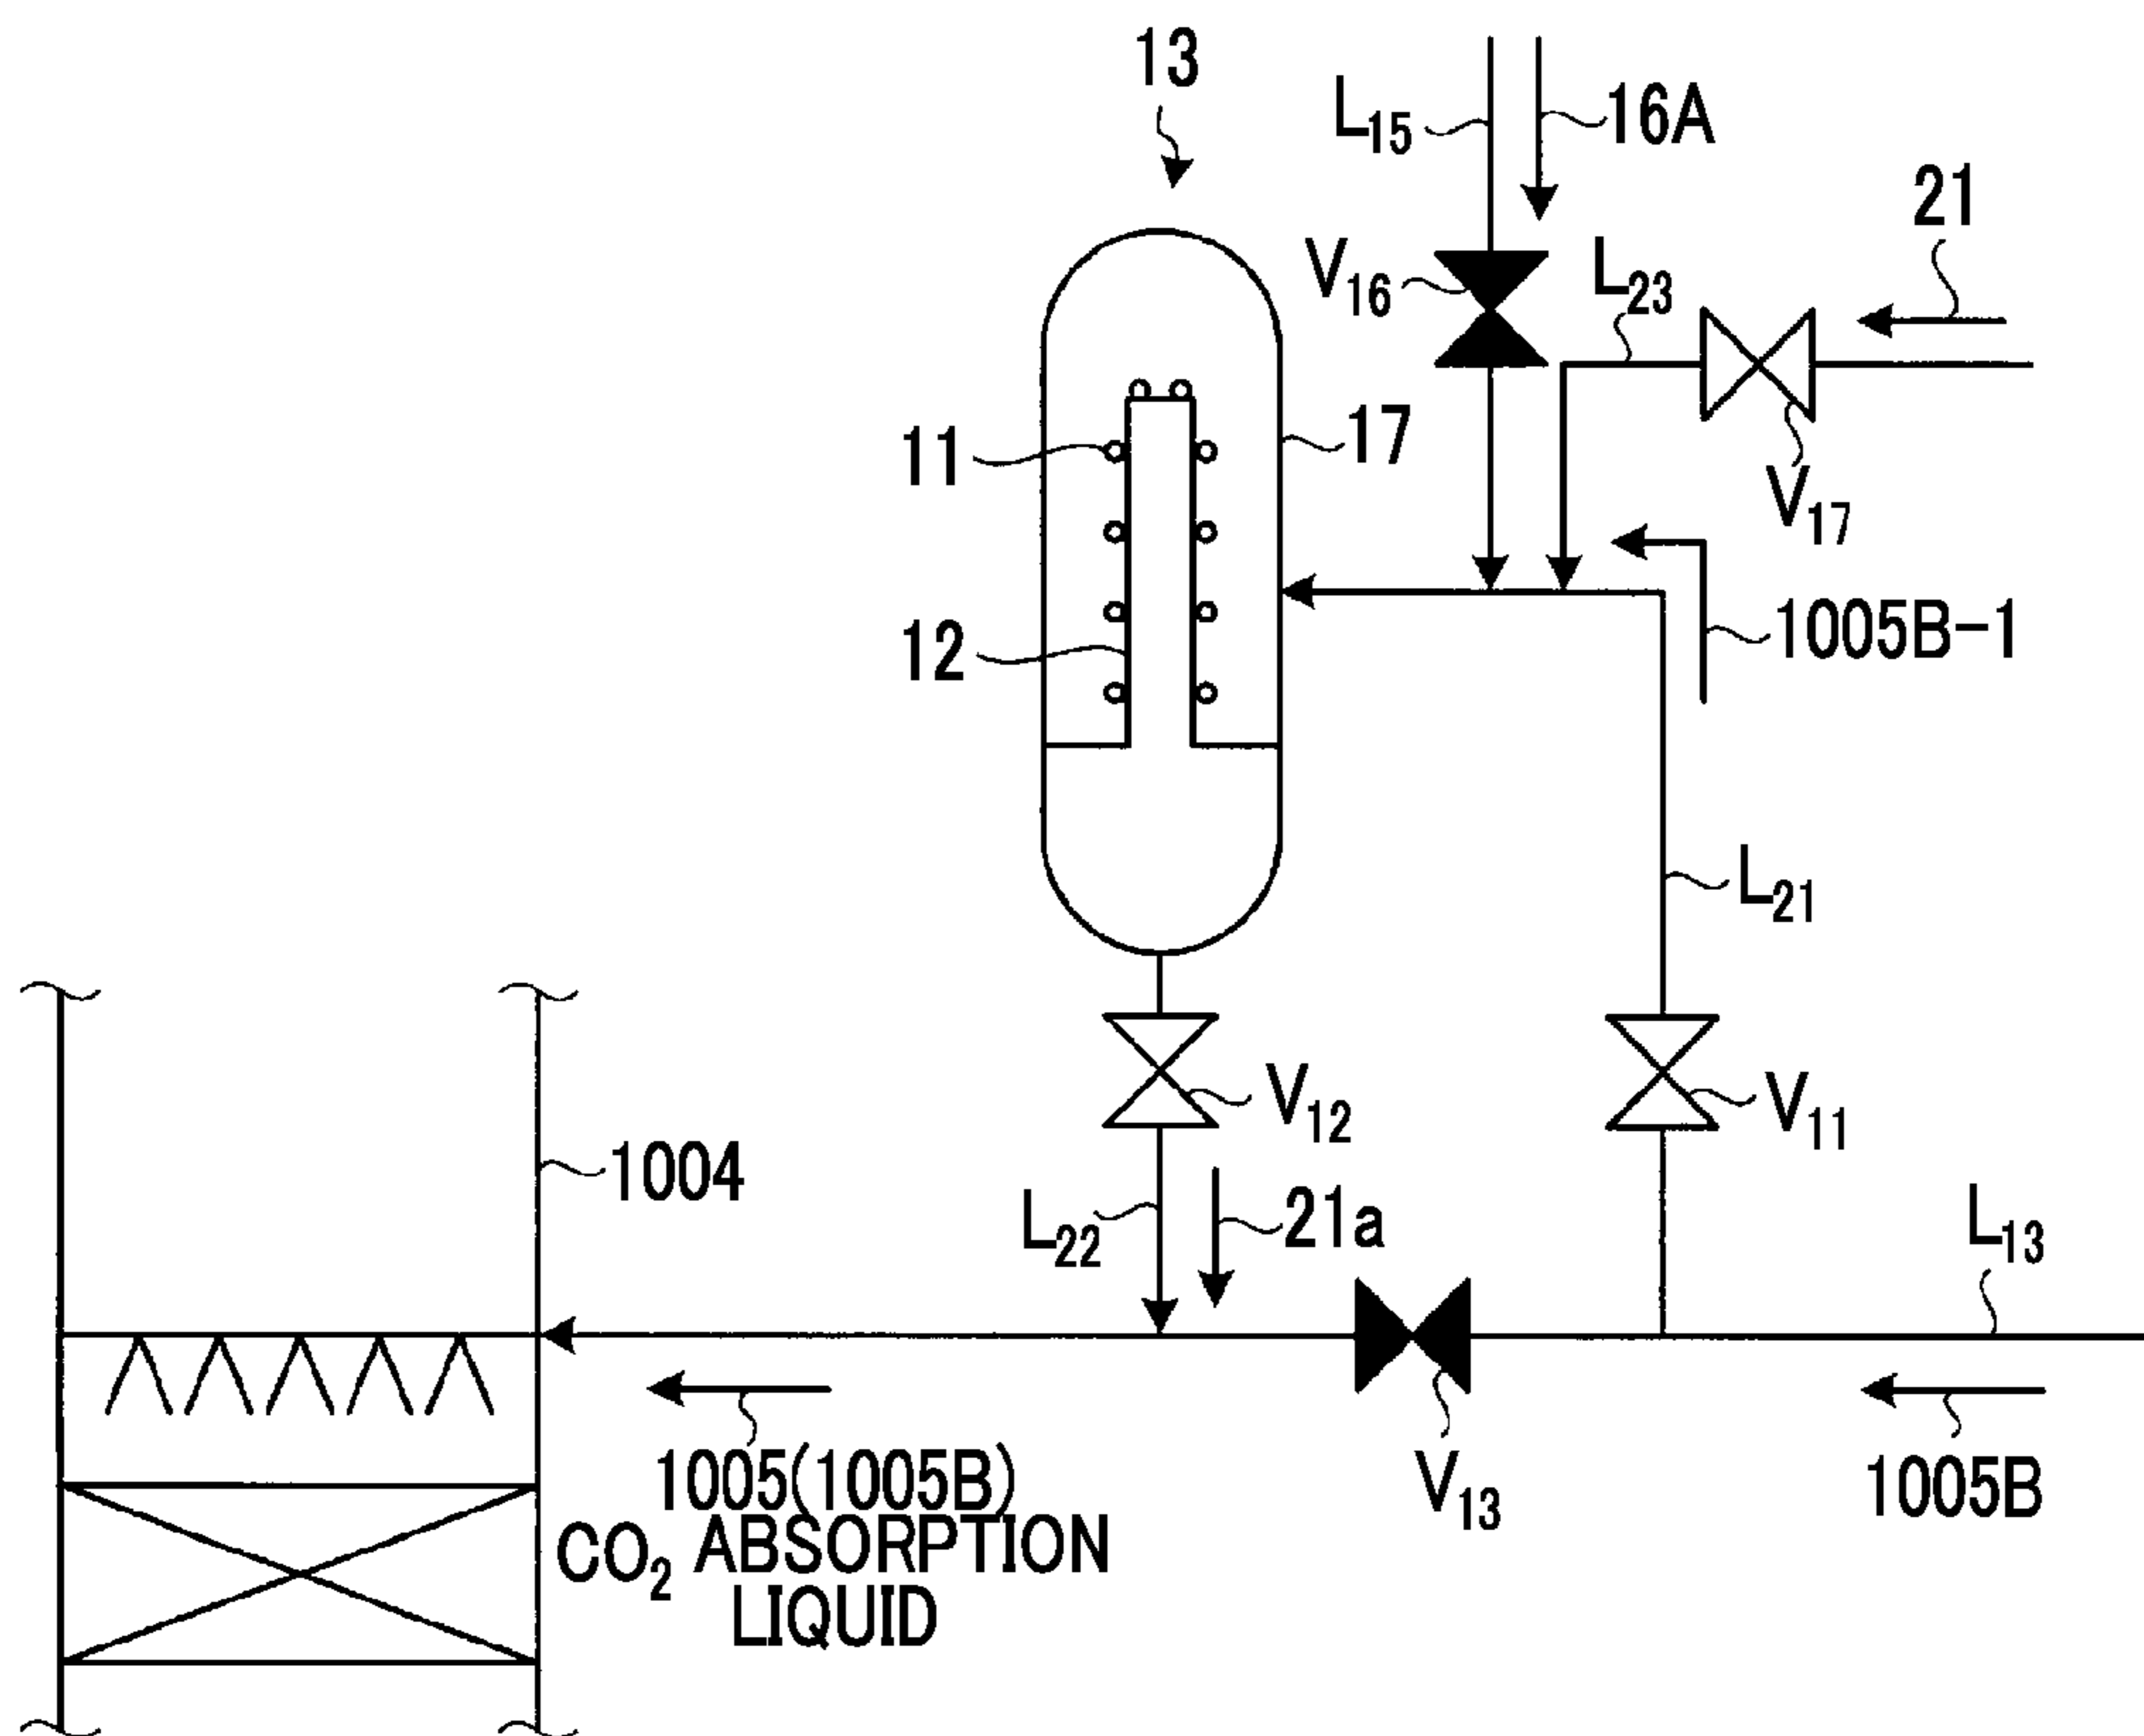 13
L15
16A
21
V16
L23
11
17
V17
12
1005B-1
L21
V12
V11
1004
L22
21a
L13
1005(1005B)
CO2 ABSORPTION
LIQUID
V13
1005B